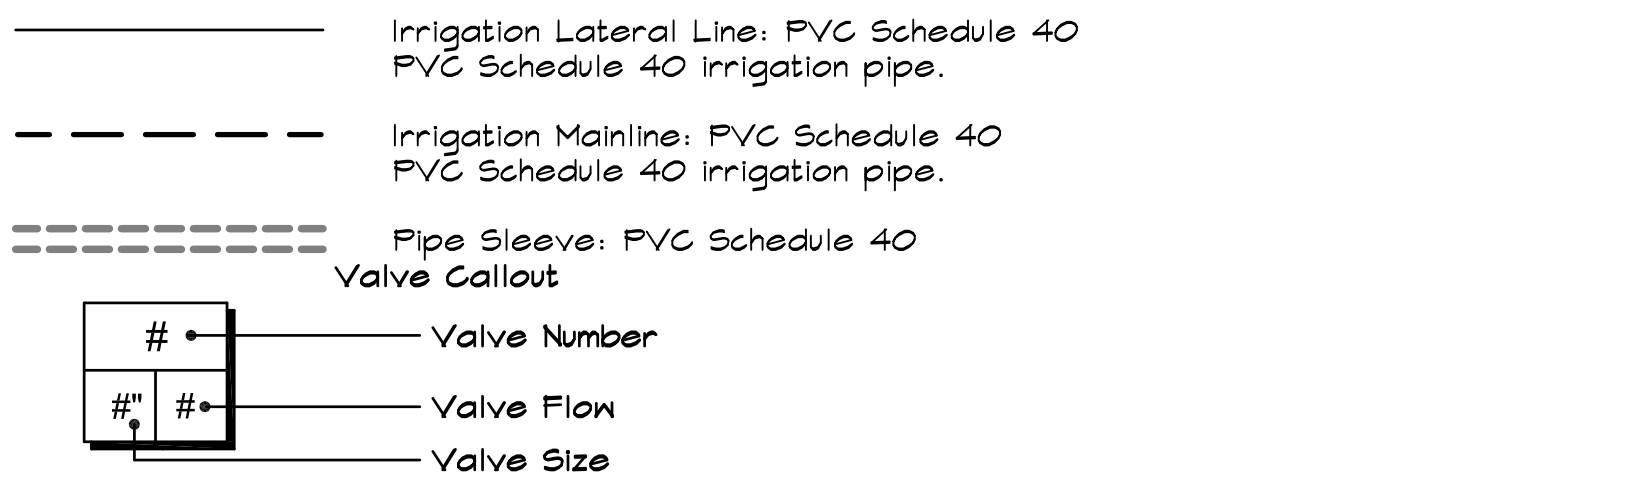 Irrigation Lateral Line: PVC Schedule 40
PVC Schedule 40 irrigation pipe.
Irrigation Mainline: PVC Schedule 40
PVC Schedule 40 irrigation pipe.
Pipe Sleeve: PVC Schedule 40
Valve Callout
# Valve Number
#" # Valve Flow
Valve Size